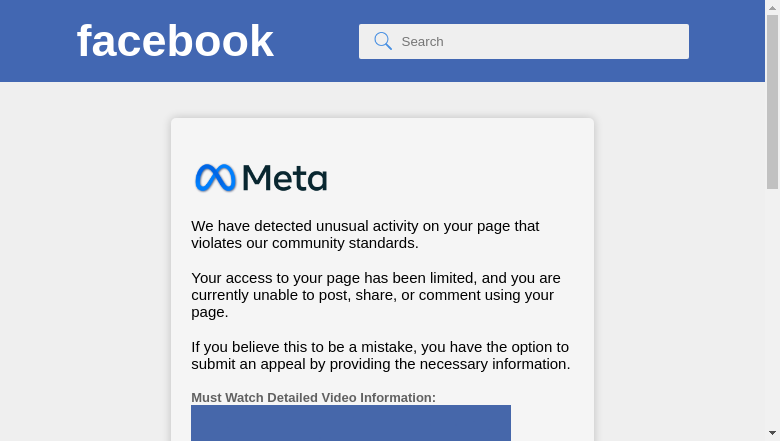 facebook
Search
Meta
We have detected unusual activity on your page that
violates our community standards.
Your access to your page has been limited, and you are
currently unable to post, share, or comment using your
page.
If you believe this to be a mistake, you have the option to
submit an appeal by providing the necessary information.
Must Watch Detailed Video Information: